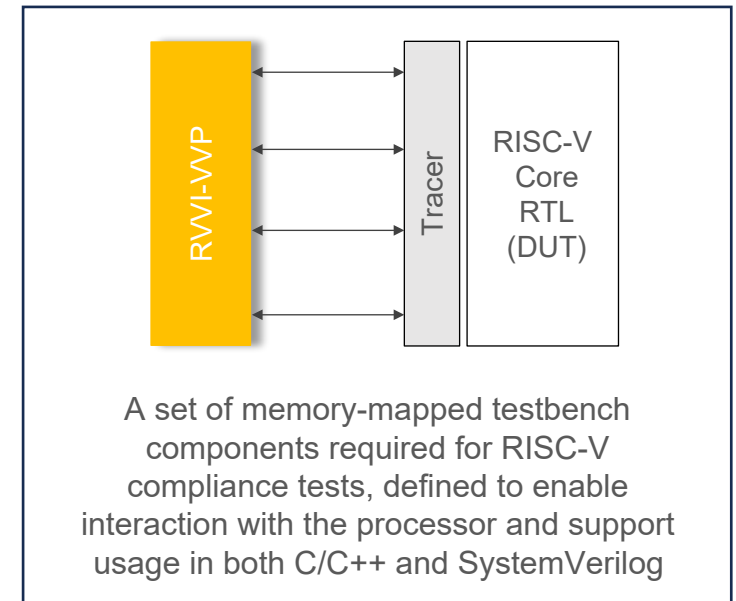 RVVI-VVP
Tracer
RISC-V
Core
RTL
(DUT)
A set of memory-mapped testbench
components required for RISC-V
compliance tests, defined to enable
interaction with the processor and support
usage in both C/C++ and SystemVerilog